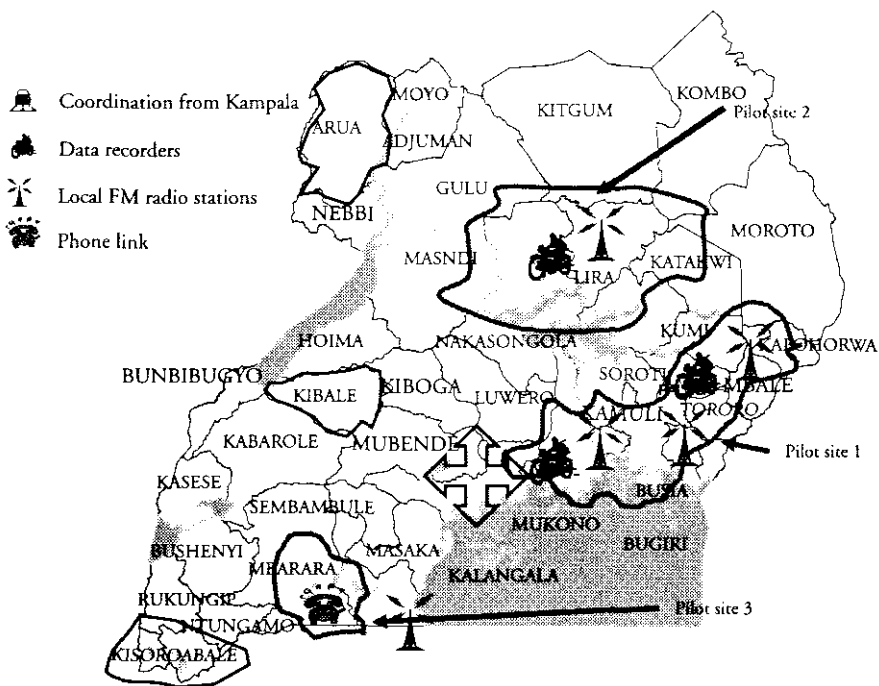 Coordination from Kampala
Data recorders
Local FM radio stations
Phone link
MOYO
ARUA
ADJUMAN
KITGUM
KOMBO
Pilot site 2
GULU
NEBBI
MOROTO
MASNDI
KATAKWI
LIRA
KUMI
HOIMA
NAKASONGOLA
KAPOHORWA
BUNBIBUGYO
KIBALE
KIBOGA
LUWERO
SOROTI
MBALE
KAMULI
TORORO
KABAROLE
MUBENDE
Pilot site 1
KASESE
BUSIA
SEMBAMBULE
MUKONO
BUSHENYI
MASAKA
BUGIRI
MBARARA
KALANGALA
RUKUNGIP
Pilot site 3
NTUNGAMO
KISOROABALE